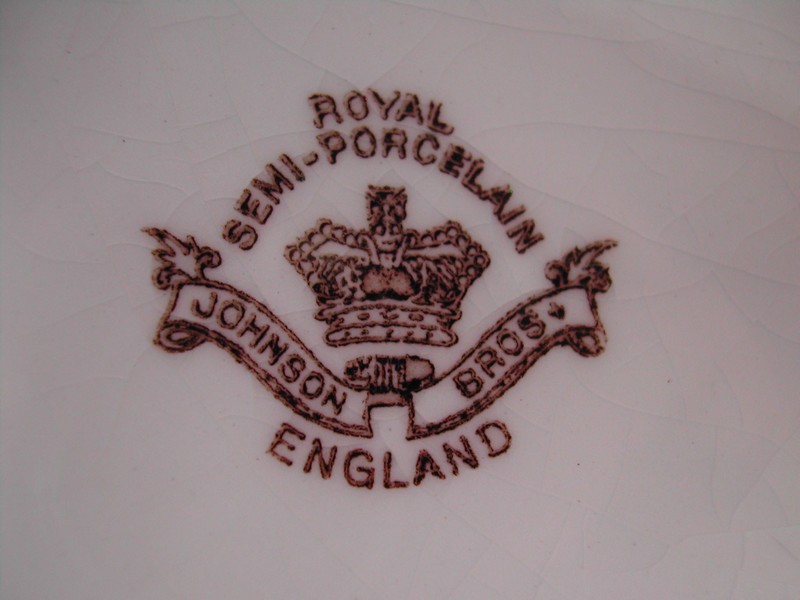 ROYAL
SEMI-PORCELAIN
JOHNSON BROS.
ENGLAND